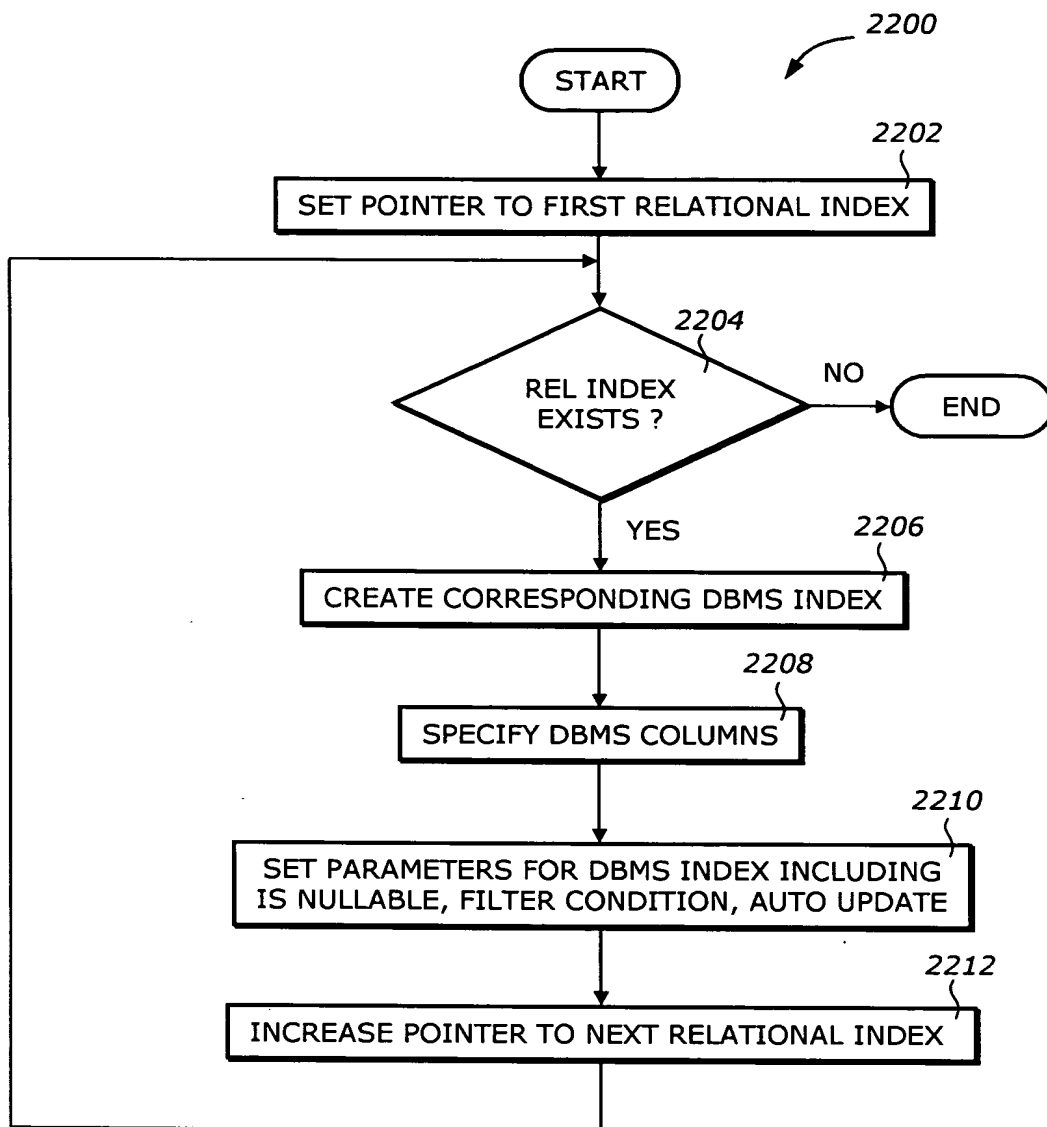 2200
START
2202
SET POINTER TO FIRST RELATIONAL INDEX
2204
REL INDEX
EXISTS ?
NO
END
YES
2206
CREATE CORRESPONDING DBMS INDEX
2208
SPECIFY DBMS COLUMNS
2210
SET PARAMETERS FOR DBMS INDEX INCLUDING
IS NULLABLE, FILTER CONDITION, AUTO UPDATE
2212
INCREASE POINTER TO NEXT RELATIONAL INDEX